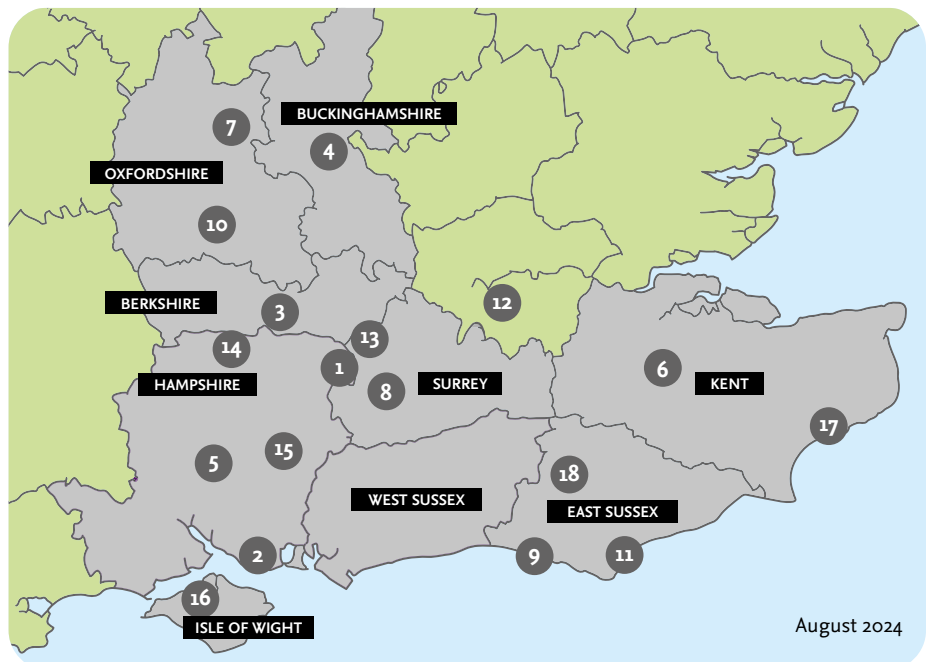 BUCKINGHAMSHIRE
7
4
OXFORDSHIRE
10
BERKSHIRE
3
12
13
14
1
6
HAMPSHIRE
8
SURREY
KENT
17
15
5
18
WEST SUSSEX
EAST SUSSEX
2
9
11
16
ISLE OF WIGHT
August 2024